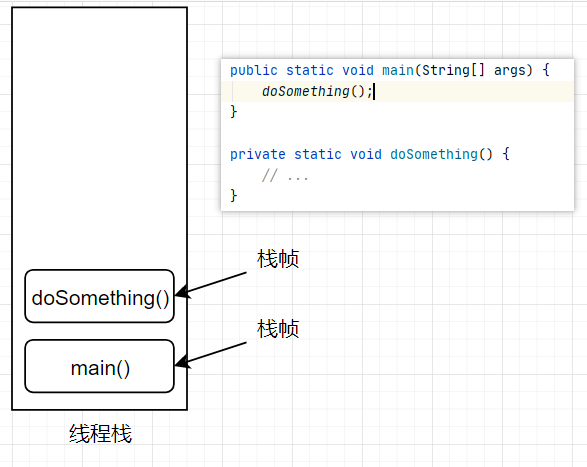 public static void main(String[] args) {
    doSomething();
}
private static void doSomething() {
    // ...
}
栈帧
doSomething()
栈帧
main()
线程栈